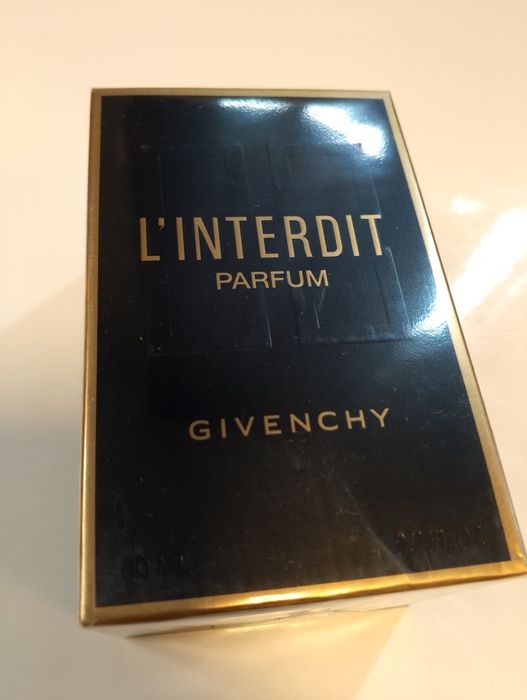 L'INTERDIT
PARFUM
GIVENCHY
80 ML